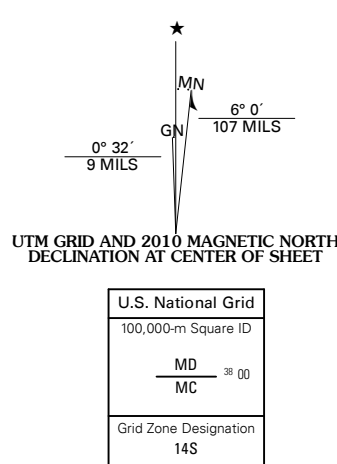 ★
MN
GN
6° 0´
107 MILS
0° 32´
9 MILS
UTM GRID AND 2010 MAGNETIC NORTH
DECLINATION AT CENTER OF SHEET
U.S. National Grid
100,000-m Square ID
MD
38 00
MC
Grid Zone Designation
14S